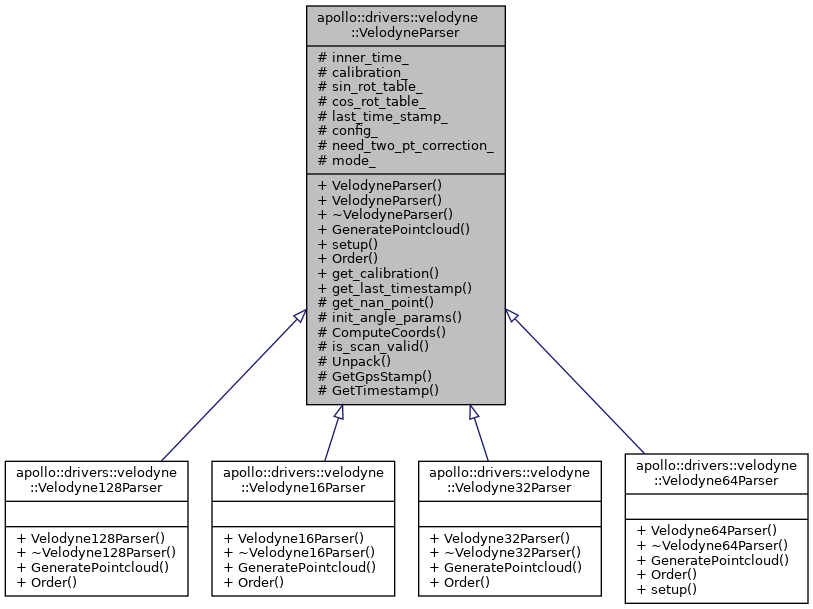 apollo::drivers::velodyne
::VelodyneParser
# inner_time_
# calibration_
# sin_rot_table_
# cos_rot_table_
# last_time_stamp_
# config_
# need_two_pt_correction_
# mode_
+ VelodyneParser()
+ VelodyneParser()
+ ~VelodyneParser()
+ GeneratePointcloud()
+ setup()
+ Order()
+ get_calibration()
+ get_last_timestamp()
# get_nan_point()
# init_angle_params()
# ComputeCoords()
# is_scan_valid()
# Unpack()
# GetGpsStamp()
# GetTimestamp()
apollo::drivers::velodyne
::Velodyne128Parser
+ Velodyne128Parser()
+ ~Velodyne128Parser()
+ GeneratePointcloud()
+ Order()
apollo::drivers::velodyne
::Velodyne16Parser
+ Velodyne16Parser()
+ ~Velodyne16Parser()
+ GeneratePointcloud()
+ Order()
apollo::drivers::velodyne
::Velodyne32Parser
+ Velodyne32Parser()
+ ~Velodyne32Parser()
+ GeneratePointcloud()
+ Order()
apollo::drivers::velodyne
::Velodyne64Parser
+ Velodyne64Parser()
+ ~Velodyne64Parser()
+ GeneratePointcloud()
+ Order()
+ setup()